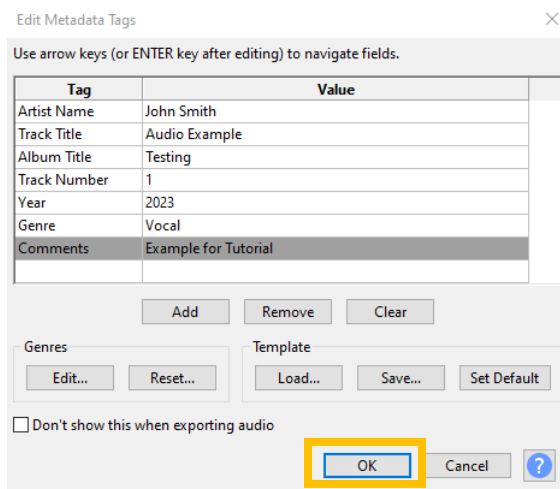 Edit Metadata Tags
Use arrow keys (or ENTER key after editing) to navigate fields.
Tag Value
Artist Name John Smith
Track Title Audio Example
Album Title Testing
Track Number 1
Year 2023
Genre Vocal
Comments Example for Tutorial
Add Remove Clear
Genres Template
Edit... Reset... Load... Save... Set Default
Don't show this when exporting audio
OK Cancel ?